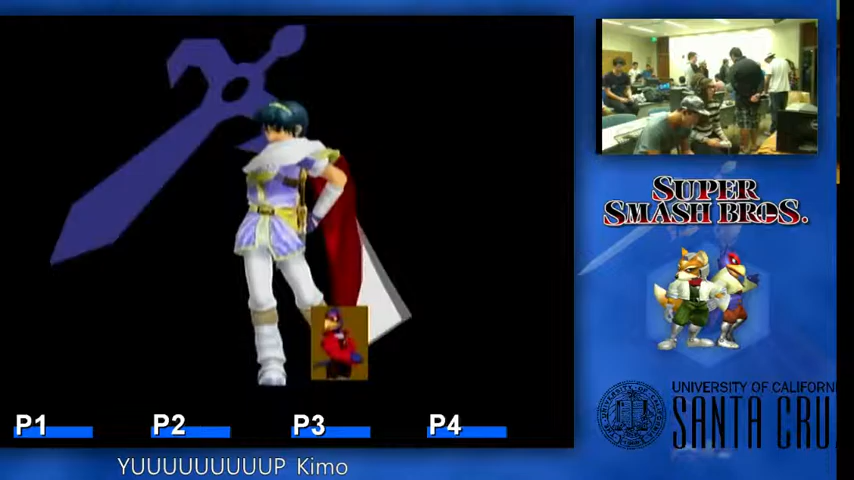 SUPER
SMASH BROS.
UNIVERSITY OF CALIFORN
SANTA CRU
P1 P2 P3 P4
YUUUUUUUUUP Kimo